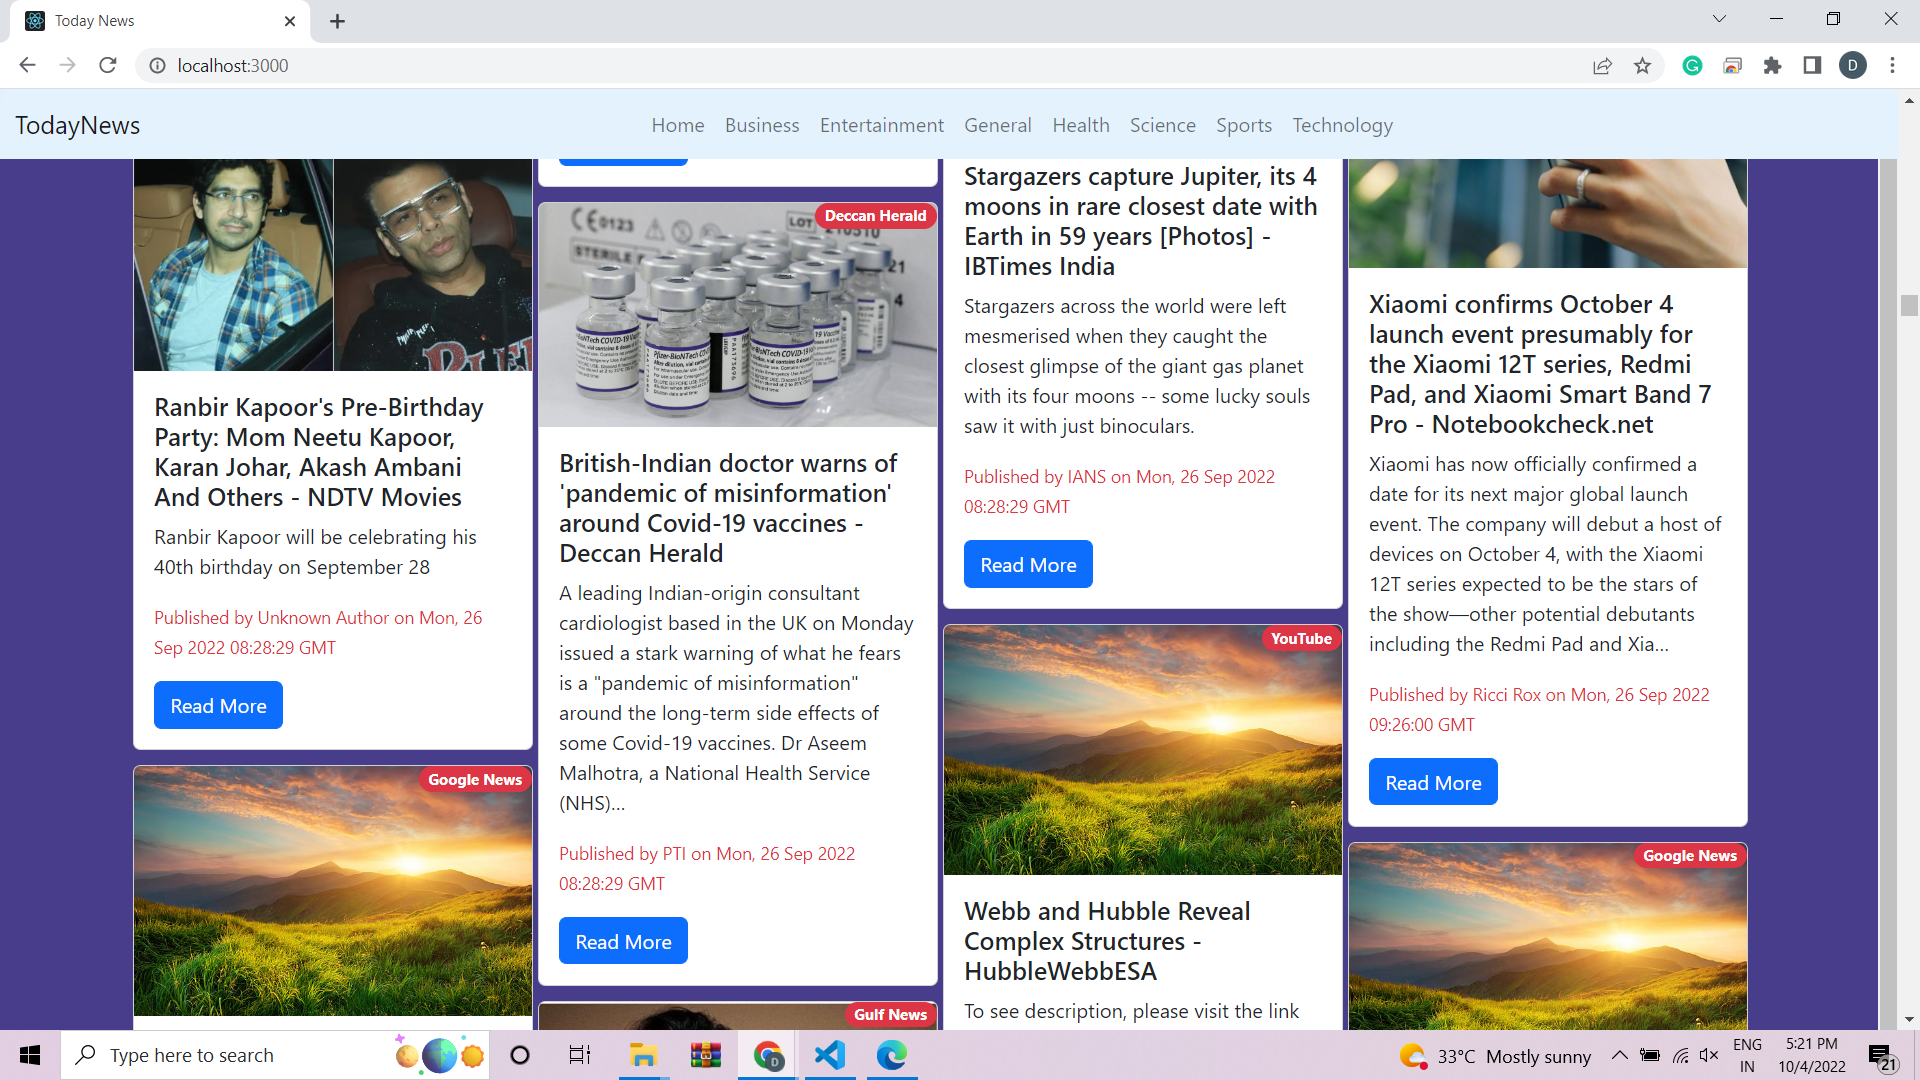 Today News
localhost:3000
D
TodayNews
Home Business Entertainment General Health Science Sports Technology
Ranbir Kapoor's Pre-Birthday
Party: Mom Neetu Kapoor,
Karan Johar, Akash Ambani
And Others - NDTV Movies
Ranbir Kapoor will be celebrating his
40th birthday on September 28
Published by Unknown Author on Mon, 26
Sep 2022 08:28:29 GMT
Read More
Google News
Deccan Herald
0123
LOT
STERILE
British-Indian doctor warns of
'pandemic of misinformation'
around Covid-19 vaccines -
Deccan Herald
A leading Indian-origin consultant
cardiologist based in the UK on Monday
issued a stark warning of what he fears
is a "pandemic of misinformation"
around the long-term side effects of
some Covid-19 vaccines. Dr Aseem
Malhotra, a National Health Service
(NHS)...
Published by PTI on Mon, 26 Sep 2022
08:28:29 GMT
Read More
Gulf News
Stargazers capture Jupiter, its 4
moons in rare closest date with
Earth in 59 years [Photos] -
IBTimes India
Stargazers across the world were left
mesmerised when they caught the
closest glimpse of the giant gas planet
with its four moons -- some lucky souls
saw it with just binoculars.
Published by IANS on Mon, 26 Sep 2022
08:28:29 GMT
Read More
YouTube
Webb and Hubble Reveal
Complex Structures -
HubbleWebbESA
To see description, please visit the link
Xiaomi confirms October 4
launch event presumably for
the Xiaomi 12T series, Redmi
Pad, and Xiaomi Smart Band 7
Pro - Notebookcheck.net
Xiaomi has now officially confirmed a
date for its next major global launch
event. The company will debut a host of
devices on October 4, with the Xiaomi
12T series expected to be the stars of
the show—other potential debutants
including the Redmi Pad and Xia...
Published by Ricci Rox on Mon, 26 Sep 2022
09:26:00 GMT
Read More
Google News
Type here to search
D
33°C Mostly sunny
ENG
IN
5:21 PM
10/4/2022
21